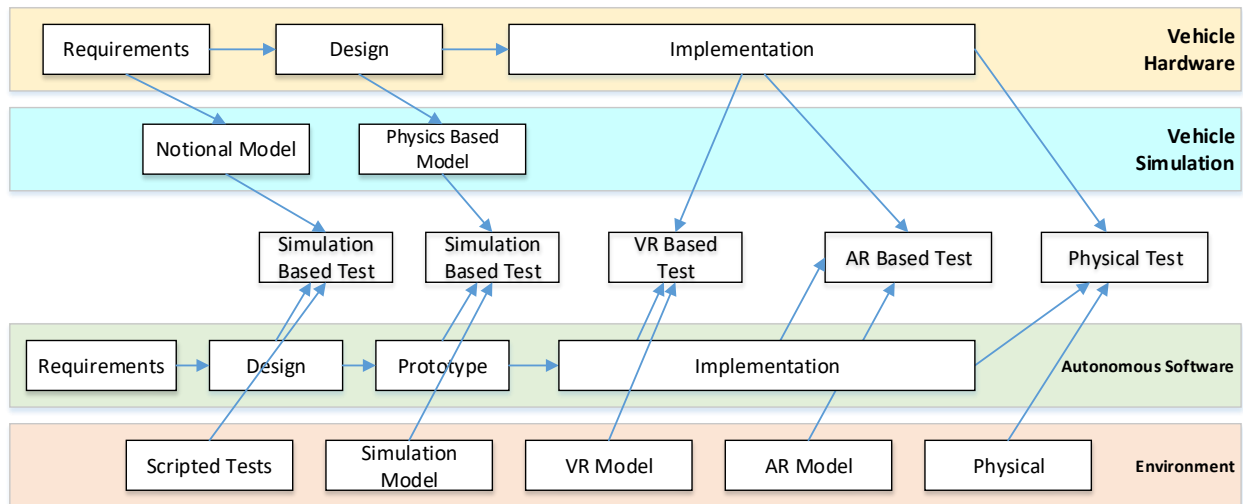 Requirements
Design
Implementation
Vehicle
Hardware
Notional Model
Physics Based
Model
Vehicle
Simulation
Simulation
Based Test
Simulation
Based Test
VR Based
Test
AR Based Test
Physical Test
Requirements
Design
Prototype
Implementation
Autonomous Software
Scripted Tests
Simulation
Model
VR Model
AR Model
Physical
Environment